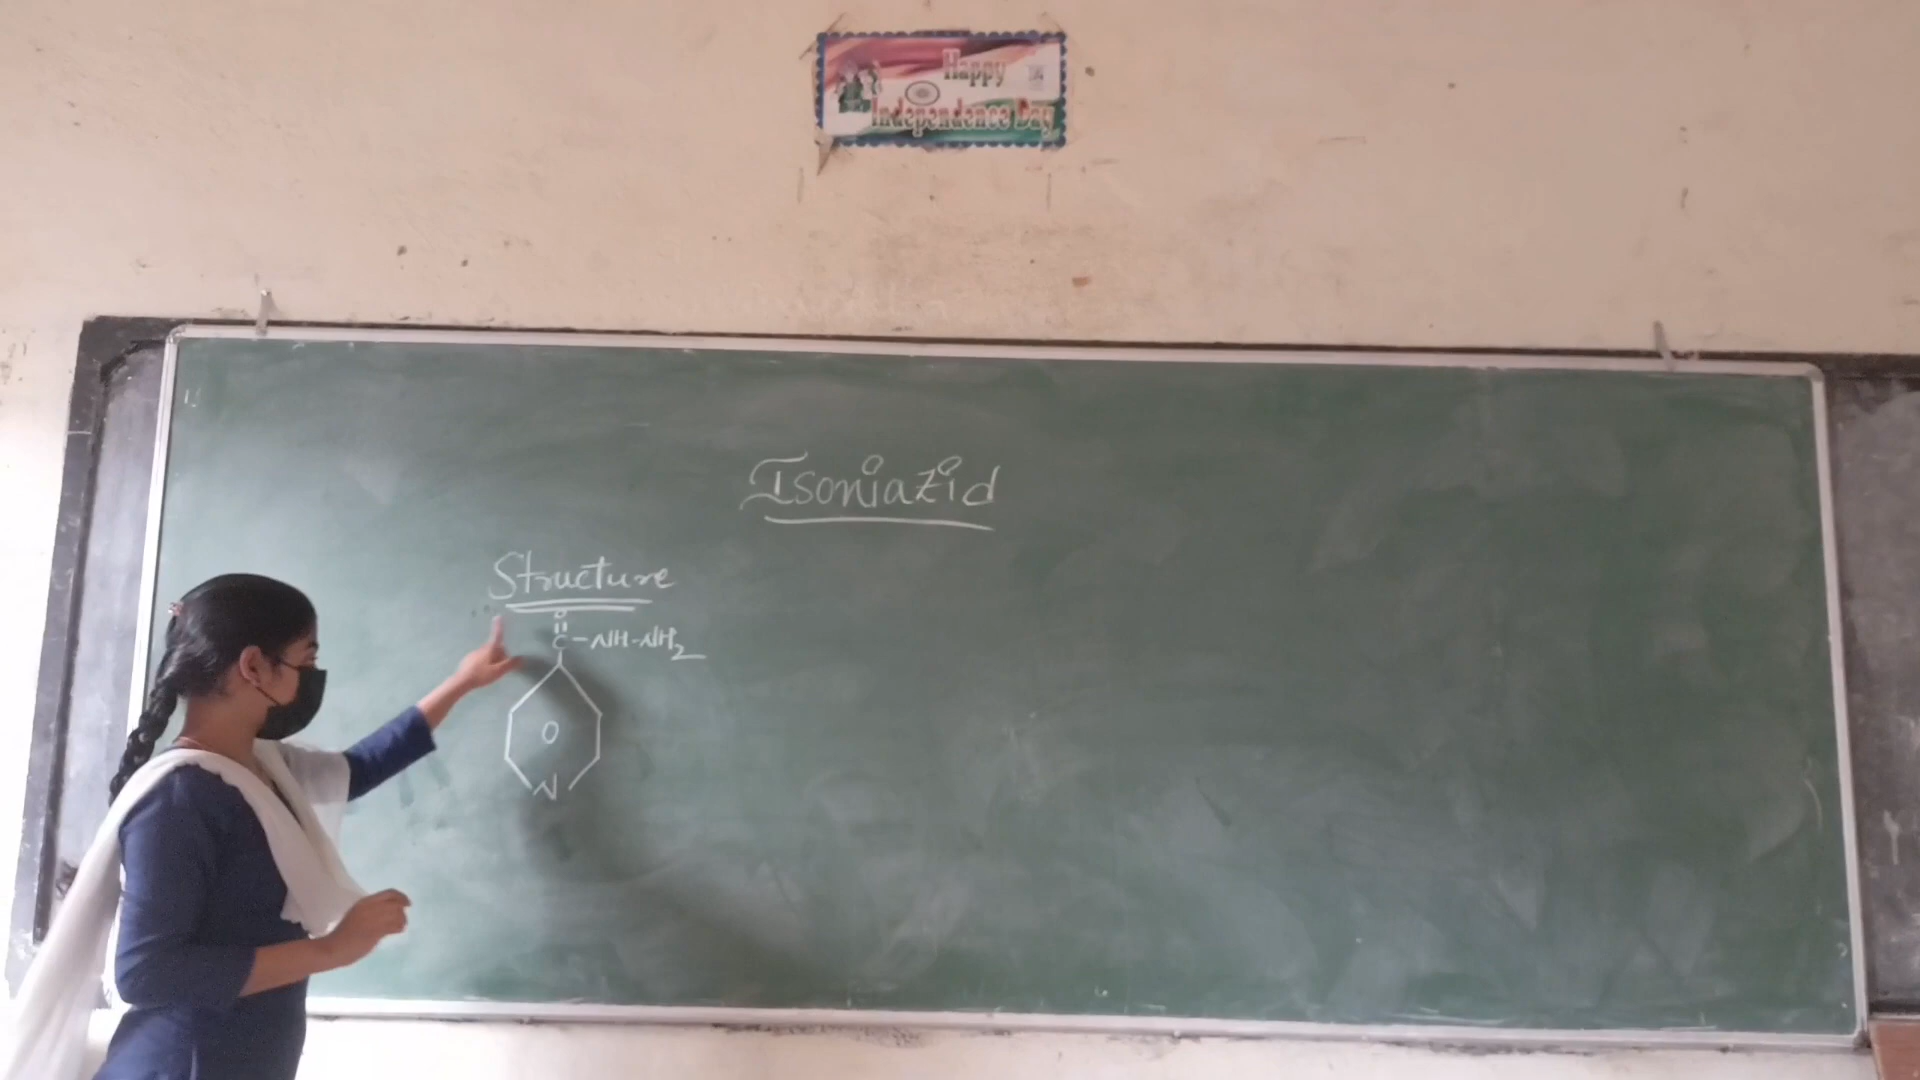 Happy
Independence Day
Isoniazid
Structure
O
C-NH-NH2
O
N